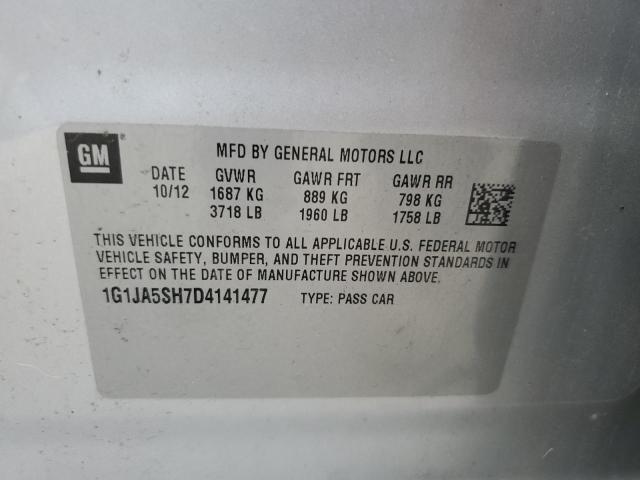 GM
MFD BY GENERAL MOTORS LLC
DATE GVWR GAWR FRT GAWR RR
10/12 1687 KG 889 KG 798 KG
3718 LB 1960 LB 1758 LB
THIS VEHICLE CONFORMS TO ALL APPLICABLE U.S. FEDERAL MOTOR
VEHICLE SAFETY, BUMPER, AND THEFT PREVENTION STANDARDS IN
EFFECT ON THE DATE OF MANUFACTURE SHOWN ABOVE.
1G1JA5SH7D4141477 TYPE: PASS CAR